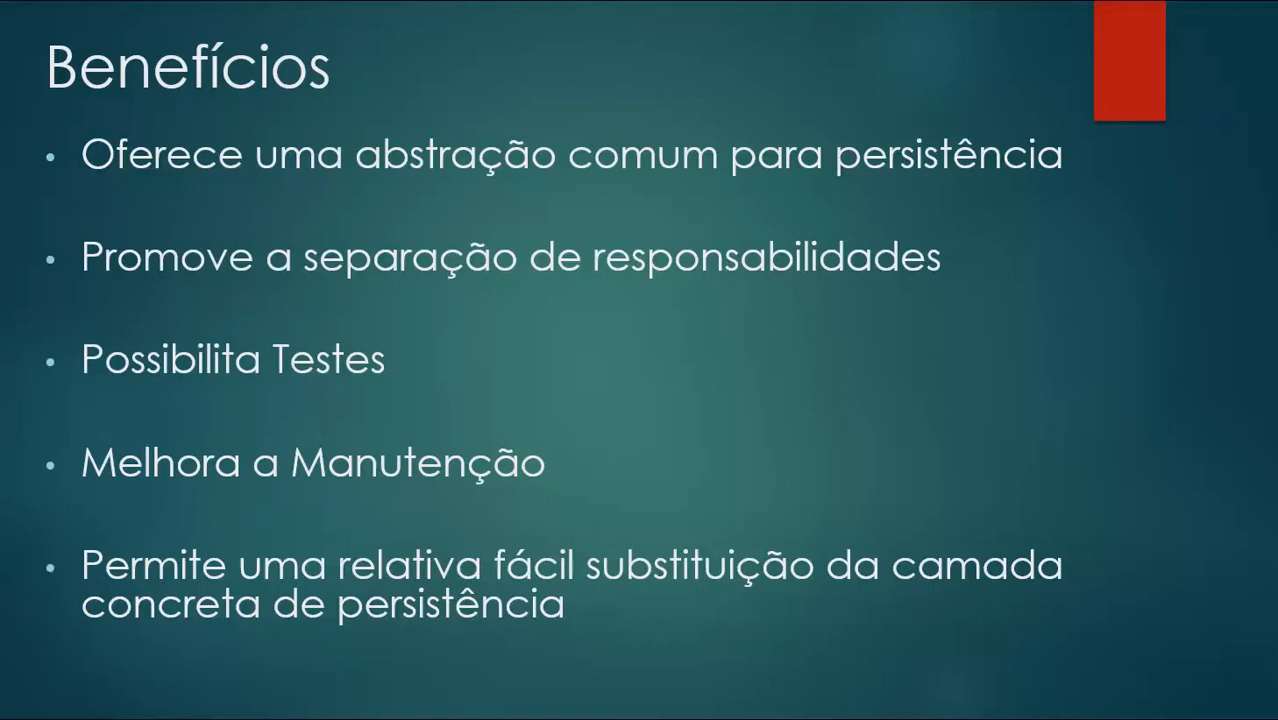 Benefícios
• Oferece uma abstração comum para persistência
• Promove a separação de responsabilidades
• Possibilita Testes
• Melhora a Manutenção
• Permite uma relativa fácil substituição da camada
concreta de persistência